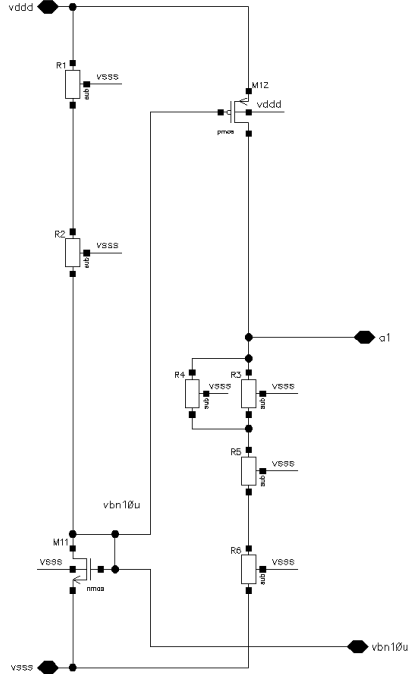 vddd
R1
vsss
sub
M12
vddd
pmos
R2
vsss
sub
a1
R4
vsss
sub
R3
vsss
sub
R5
vsss
sub
vbn10u
M11
vsss
nmos
R6
vsss
sub
vbn10u
vsss